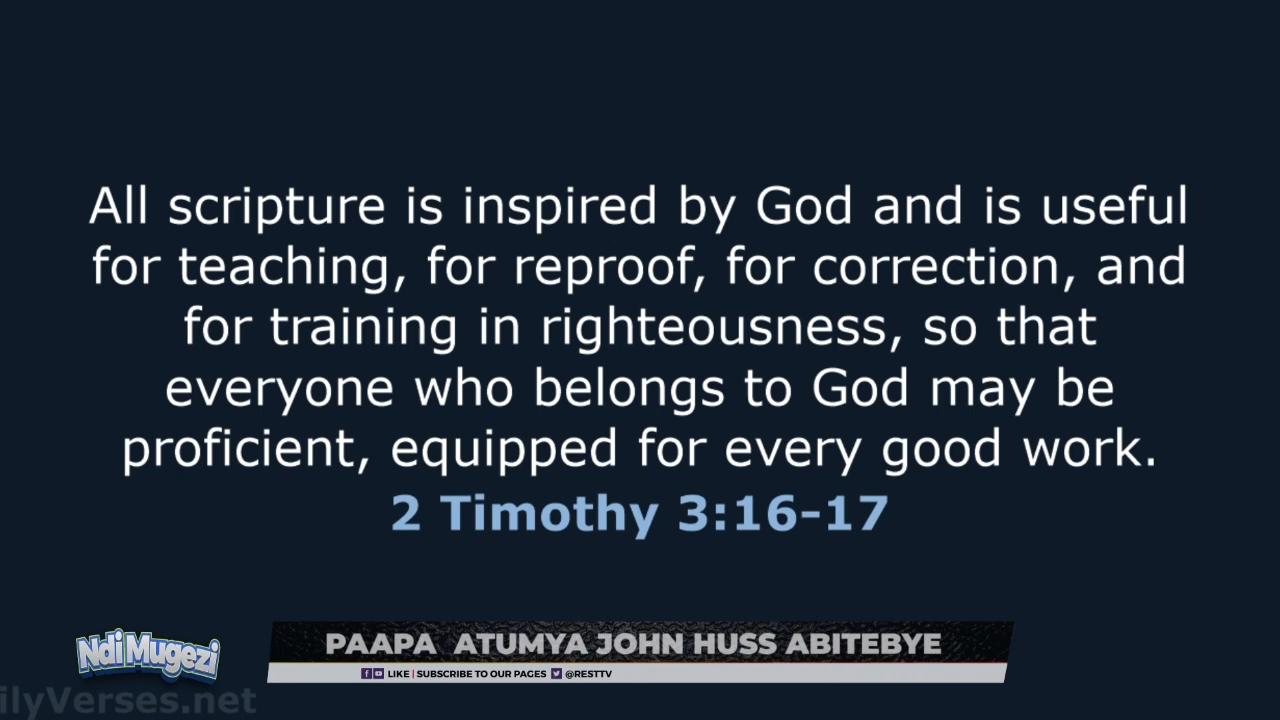 All scripture is inspired by God and is useful
for teaching, for reproof, for correction, and
for training in righteousness, so that
everyone who belongs to God may be
proficient, equipped for every good work.
2 Timothy 3:16-17
Ndi Mugezi
PAAPA ATUMYA JOHN HUSS ABITEBYE
LIKE | SUBSCRIBE TO OUR PAGES @RESTTV
ilyVerses.net